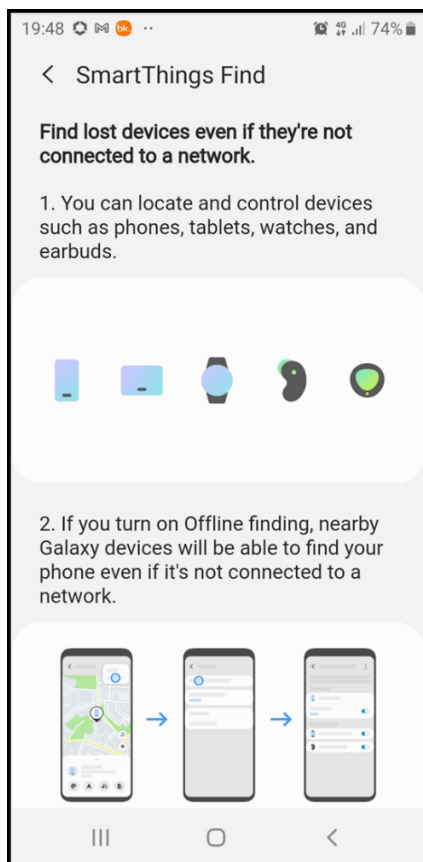 19:48 bk. 4G 74%
SmartThings Find
Find lost devices even if they're not
connected to a network.
1. You can locate and control devices
such as phones, tablets, watches, and
earbuds.
2. If you turn on Offline finding, nearby
Galaxy devices will be able to find your
phone even if it's not connected to a
network.